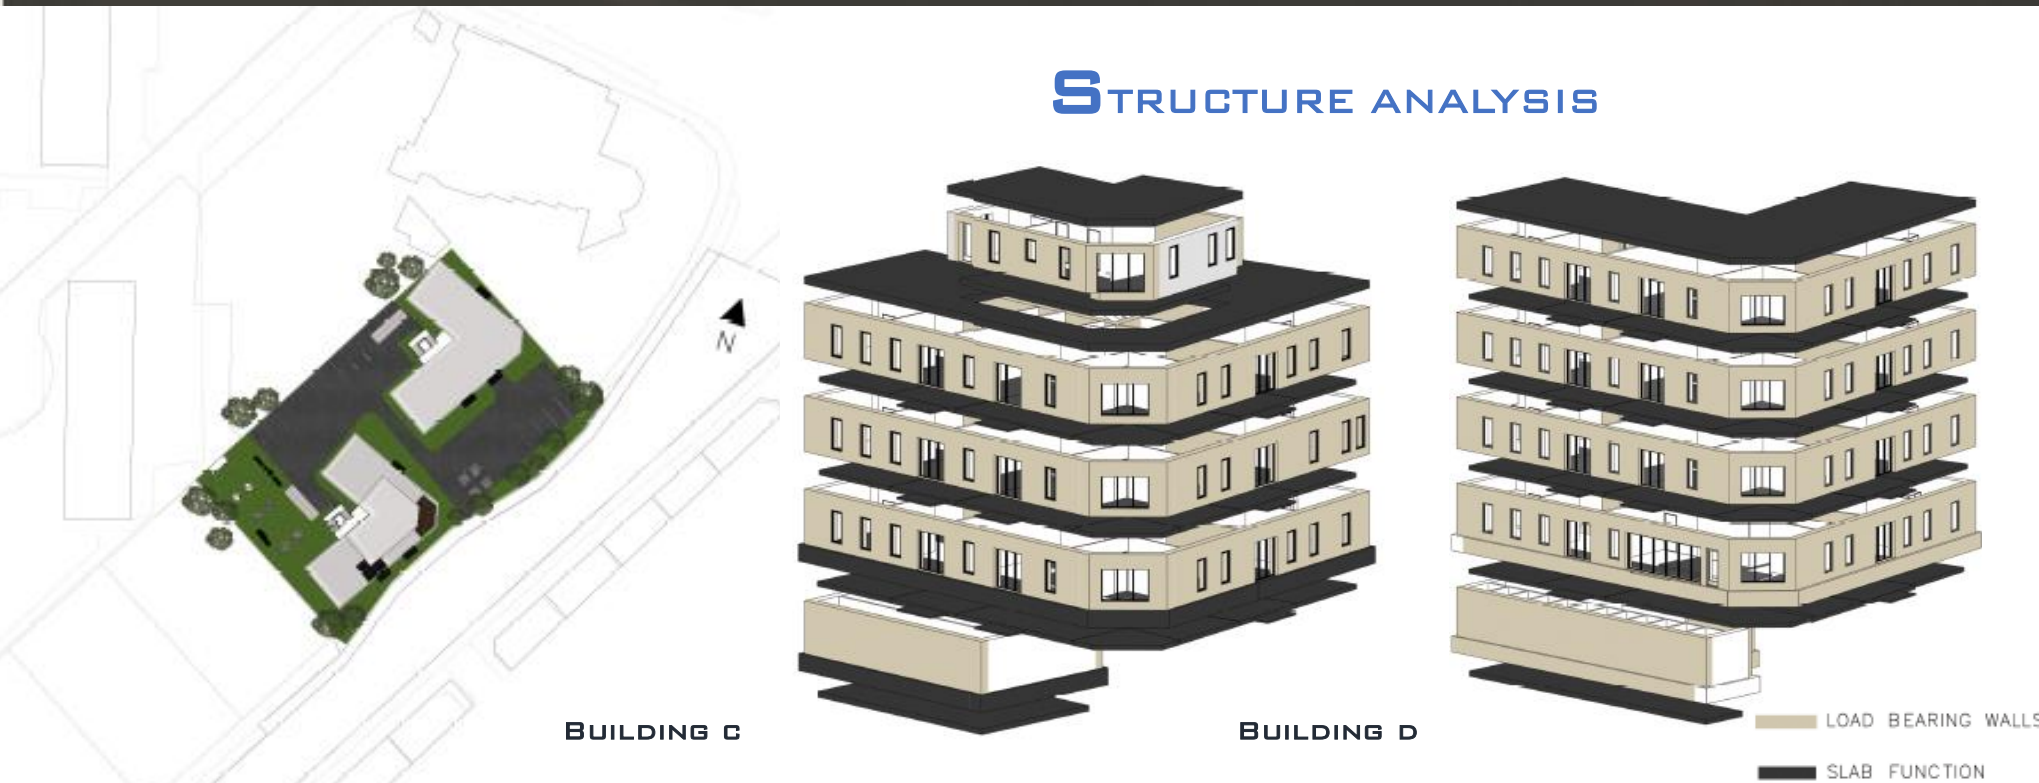 Structure analysis
N
Building C
Building D
LOAD BEARING WALLS
SLAB FUNCTION